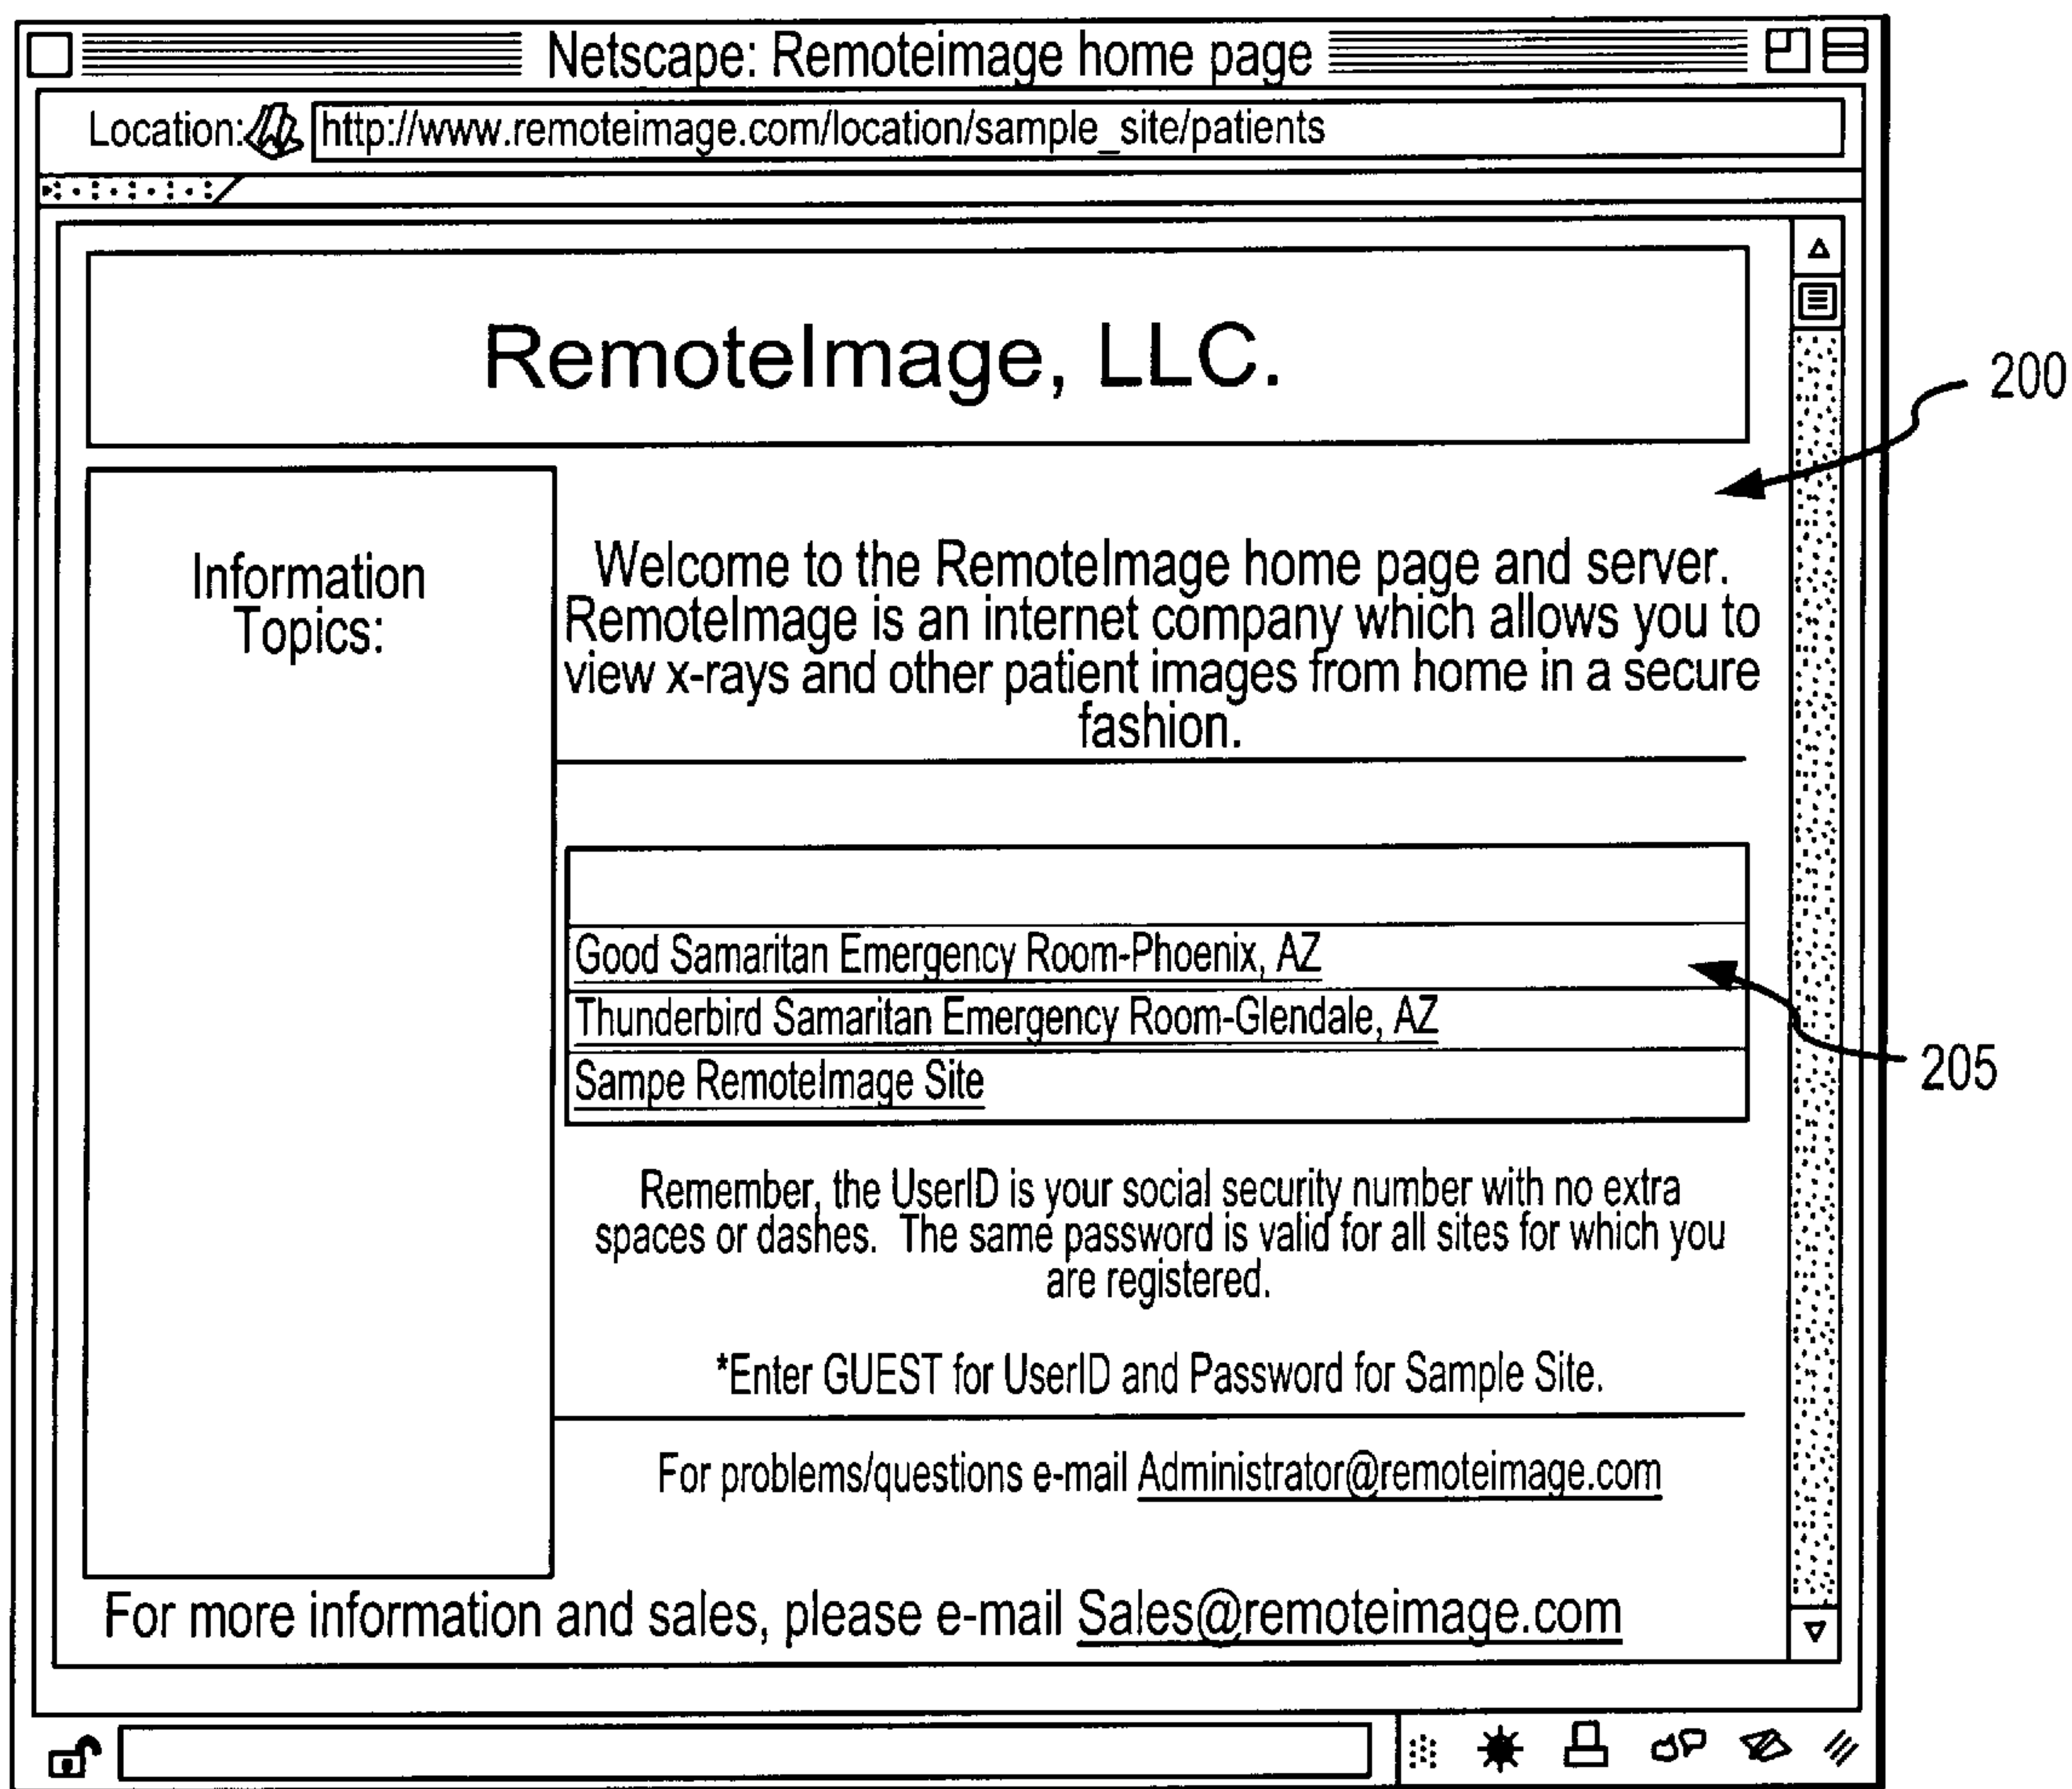 Netscape: Remoteimage home page
Location:
http://www.remoteimage.com/location/sample_site/patients
RemoteImage, LLC.
200
Information
Topics:
Welcome to the RemoteImage home page and server.
RemoteImage is an internet company which allows you to
view x-rays and other patient images from home in a secure
fashion.
Good Samaritan Emergency Room-Phoenix, AZ
Thunderbird Samaritan Emergency Room-Glendale, AZ
Sampe RemoteImage Site
205
Remember, the UserID is your social security number with no extra
spaces or dashes. The same password is valid for all sites for which you
are registered.
*Enter GUEST for UserID and Password for Sample Site.
For problems/questions e-mail Administrator@remoteimage.com
For more information and sales, please e-mail Sales@remoteimage.com